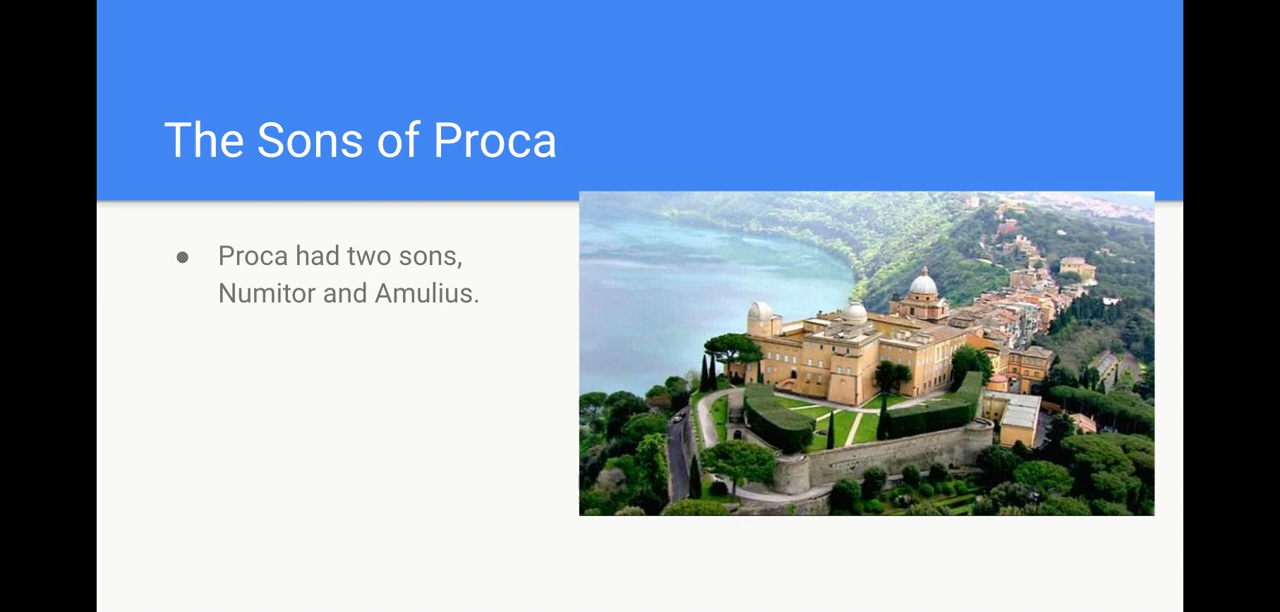 The Sons of Proca
● Proca had two sons,
Numitor and Amulius.